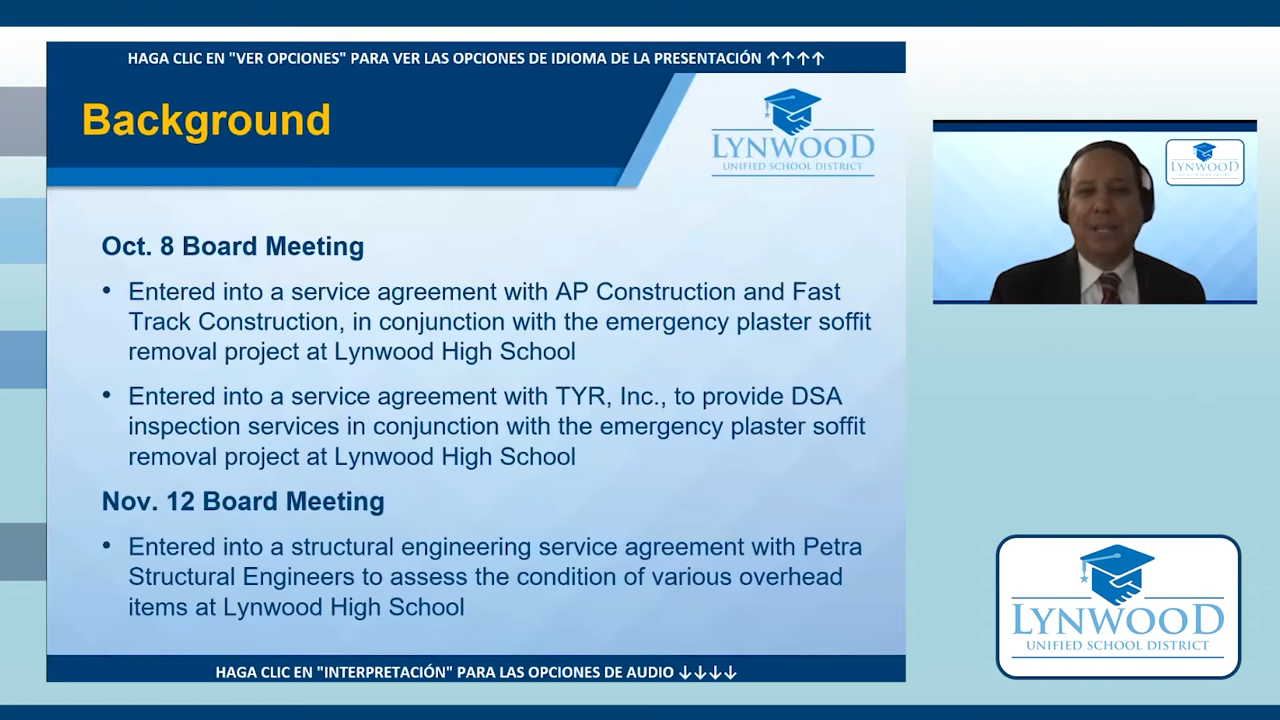 HAGA CLIC EN "VER OPCIONES" PARA VER LAS OPCIONES DE IDIOMA DE LA PRESENTACIÓN ↑↑↑↑
Background
LYNWOOD
UNIFIED SCHOOL DISTRICT
Oct. 8 Board Meeting
• Entered into a service agreement with AP Construction and Fast
Track Construction, in conjunction with the emergency plaster soffit
removal project at Lynwood High School
• Entered into a service agreement with TYR, Inc., to provide DSA
inspection services in conjunction with the emergency plaster soffit
removal project at Lynwood High School
Nov. 12 Board Meeting
• Entered into a structural engineering service agreement with Petra
Structural Engineers to assess the condition of various overhead
items at Lynwood High School
HAGA CLIC EN "INTERPRETACIÓN" PARA LAS OPCIONES DE AUDIO ↓↓↓↓
LYNWOOD
LYNWOOD
UNIFIED SCHOOL DISTRICT